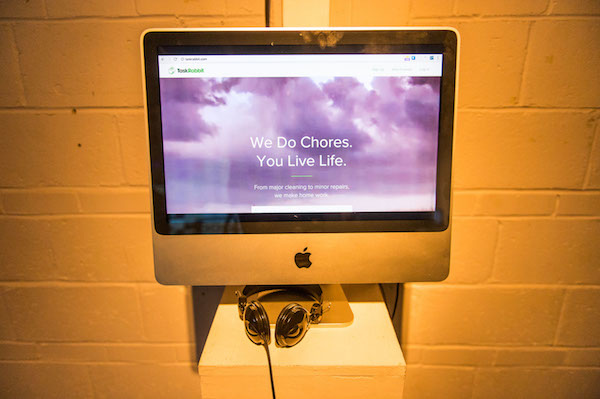 TaskRabbit
We Do Chores.
You Live Life.
From major cleaning to minor repairs,
we make home work.